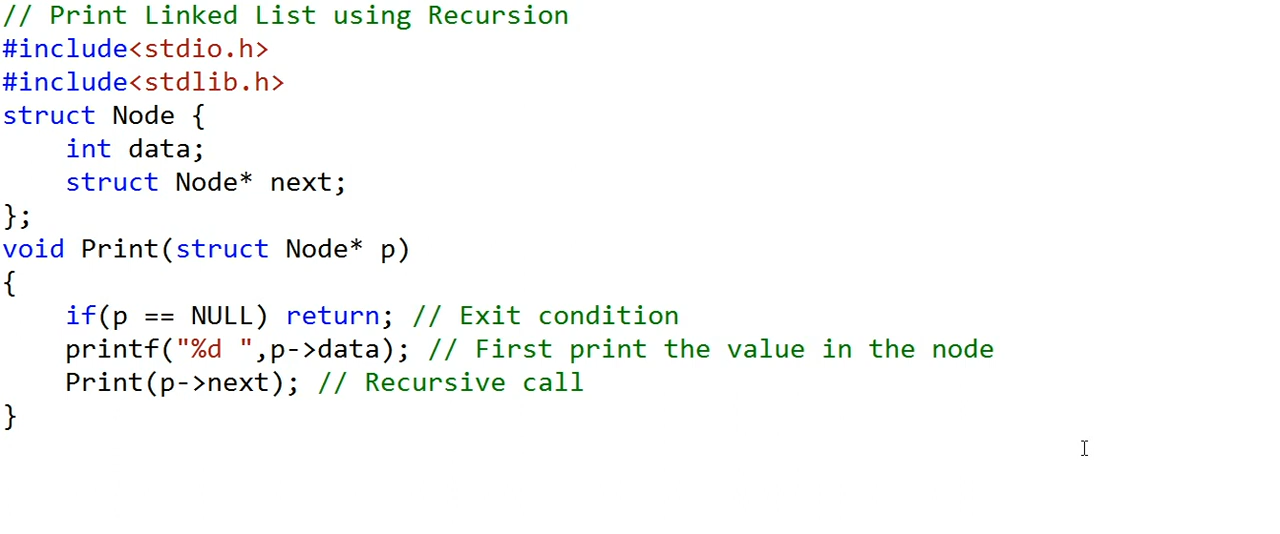 // Print Linked List using Recursion
#include<stdio.h>
#include<stdlib.h>
struct Node {
    int data;
    struct Node* next;
};
void Print(struct Node* p)
{
    if(p == NULL) return; // Exit condition
    printf("%d ",p->data); // First print the value in the node
    Print(p->next); // Recursive call
}